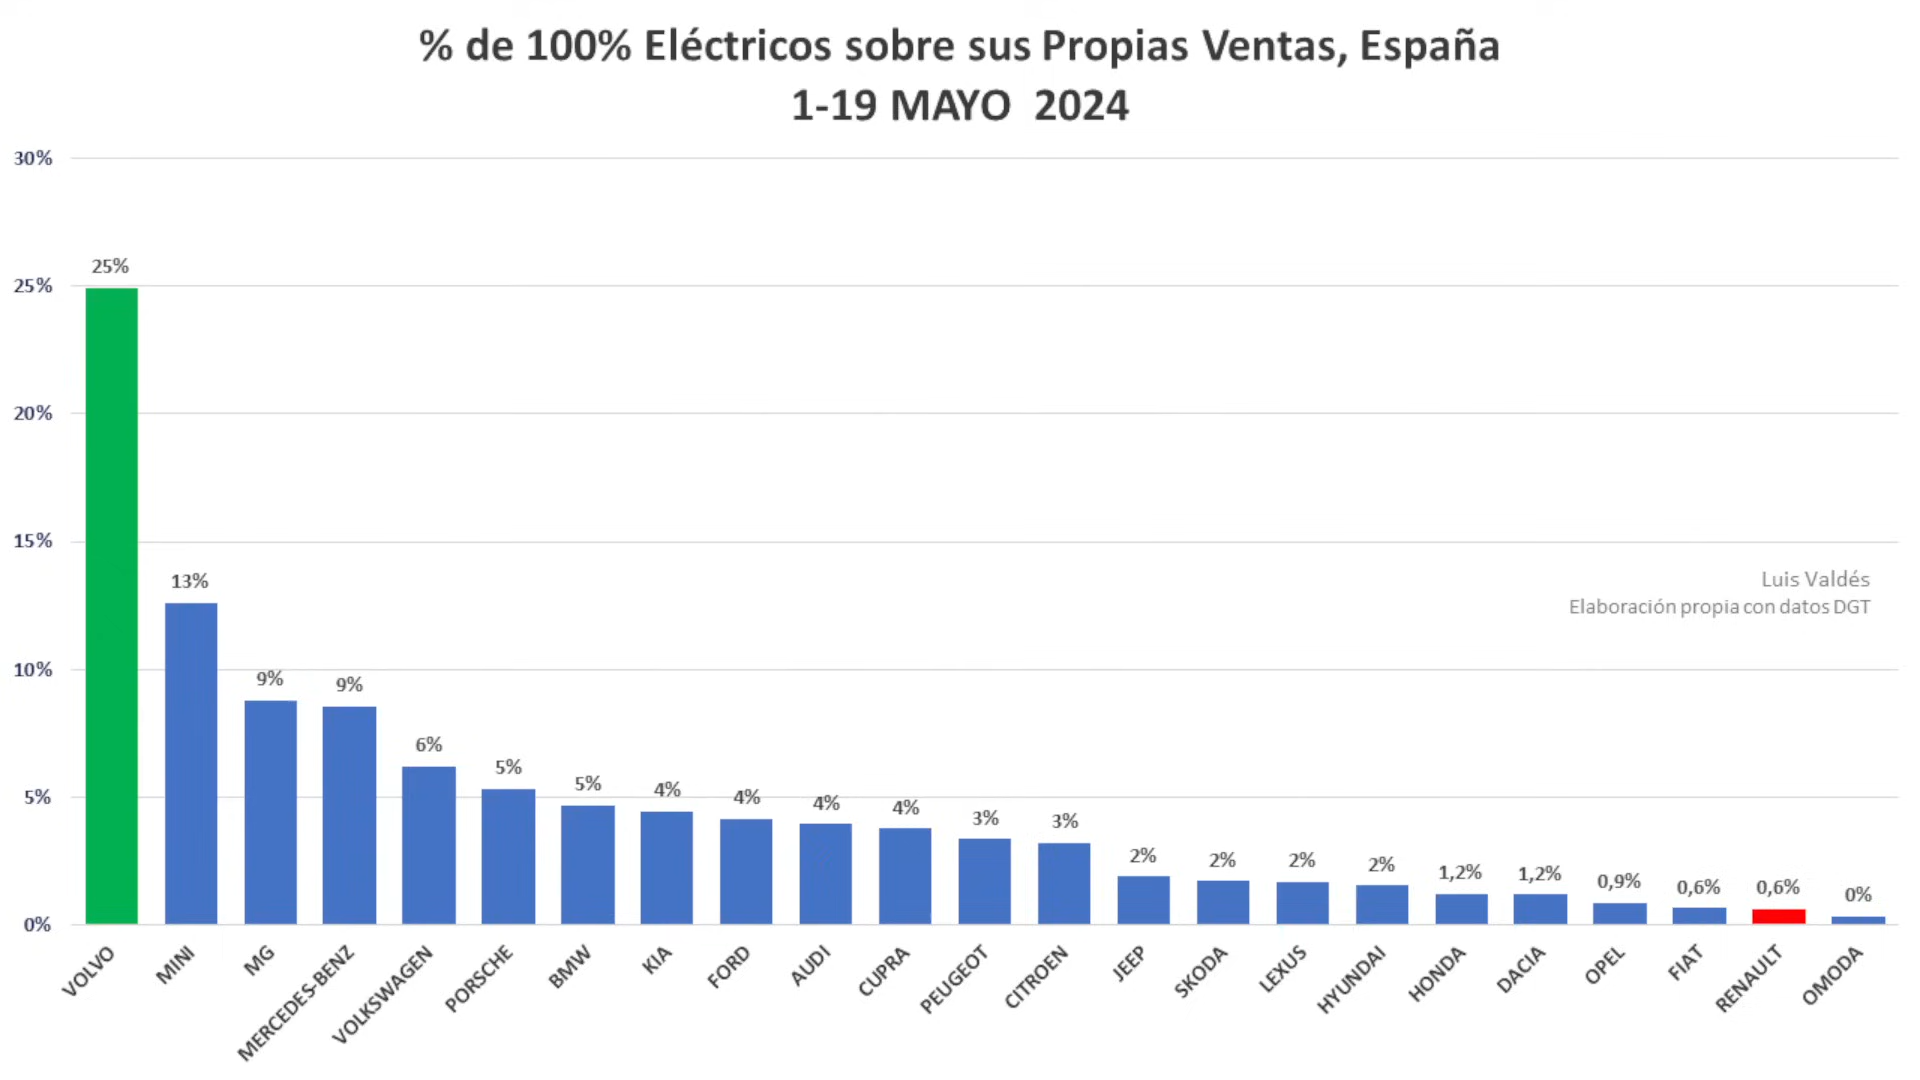 % de 100% Eléctricos sobre sus Propias Ventas, España
1-19 MAYO 2024
30%
25%
20%
15%
10%
5%
0%
25%
13%
9%
9%
6%
5%
5%
4%
4%
4%
4%
3%
3%
2%
2%
2%
2%
1,2%
1,2%
0,9%
0,6%
0,6%
0%
Luis Valdés
Elaboración propia con datos DGT
VOLVO
MINI
MG
MERCEDES-BENZ
VOLKSWAGEN
PORSCHE
BMW
KIA
FORD
AUDI
CUPRA
PEUGEOT
CITROEN
JEEP
SKODA
LEXUS
HYUNDAI
HONDA
DACIA
OPEL
FIAT
RENAULT
OMODA